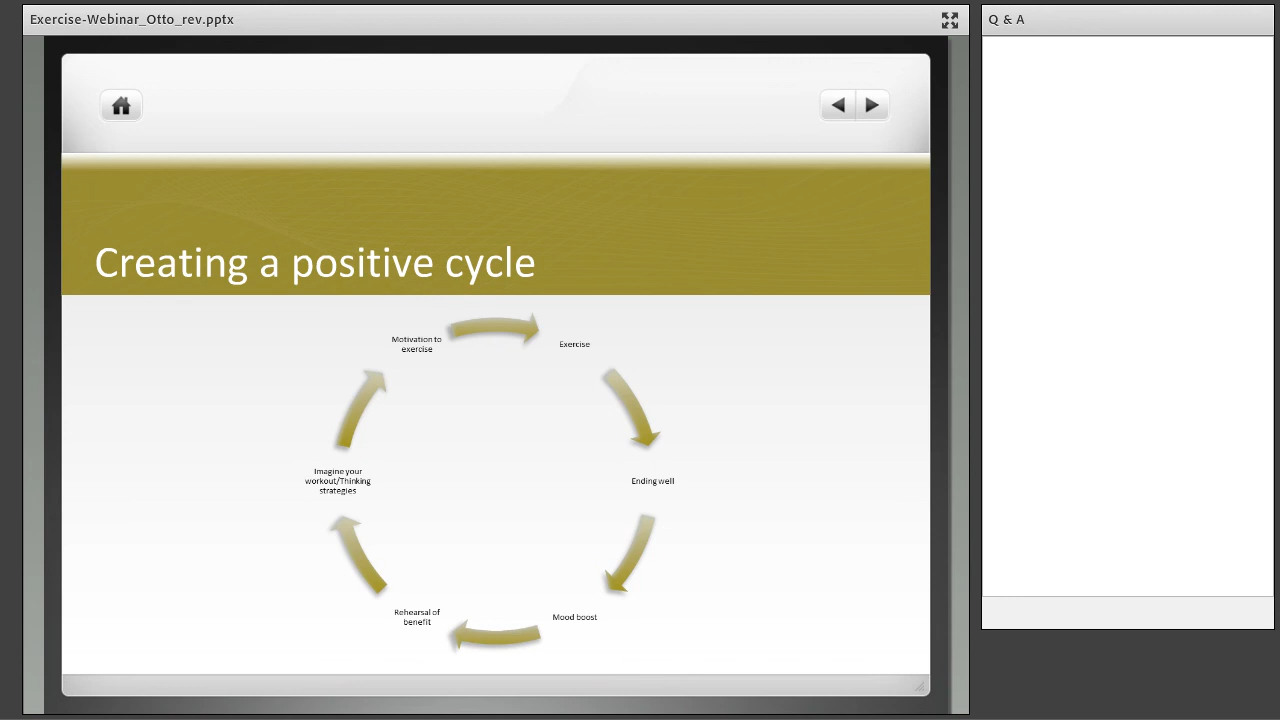 Exercise-Webinar_Otto_rev.pptx
Q & A
Creating a positive cycle
Motivation to
exercise
Exercise
Imagine your
workout/Thinking
strategies
Ending well
Rehearsal of
benefit
Mood boost